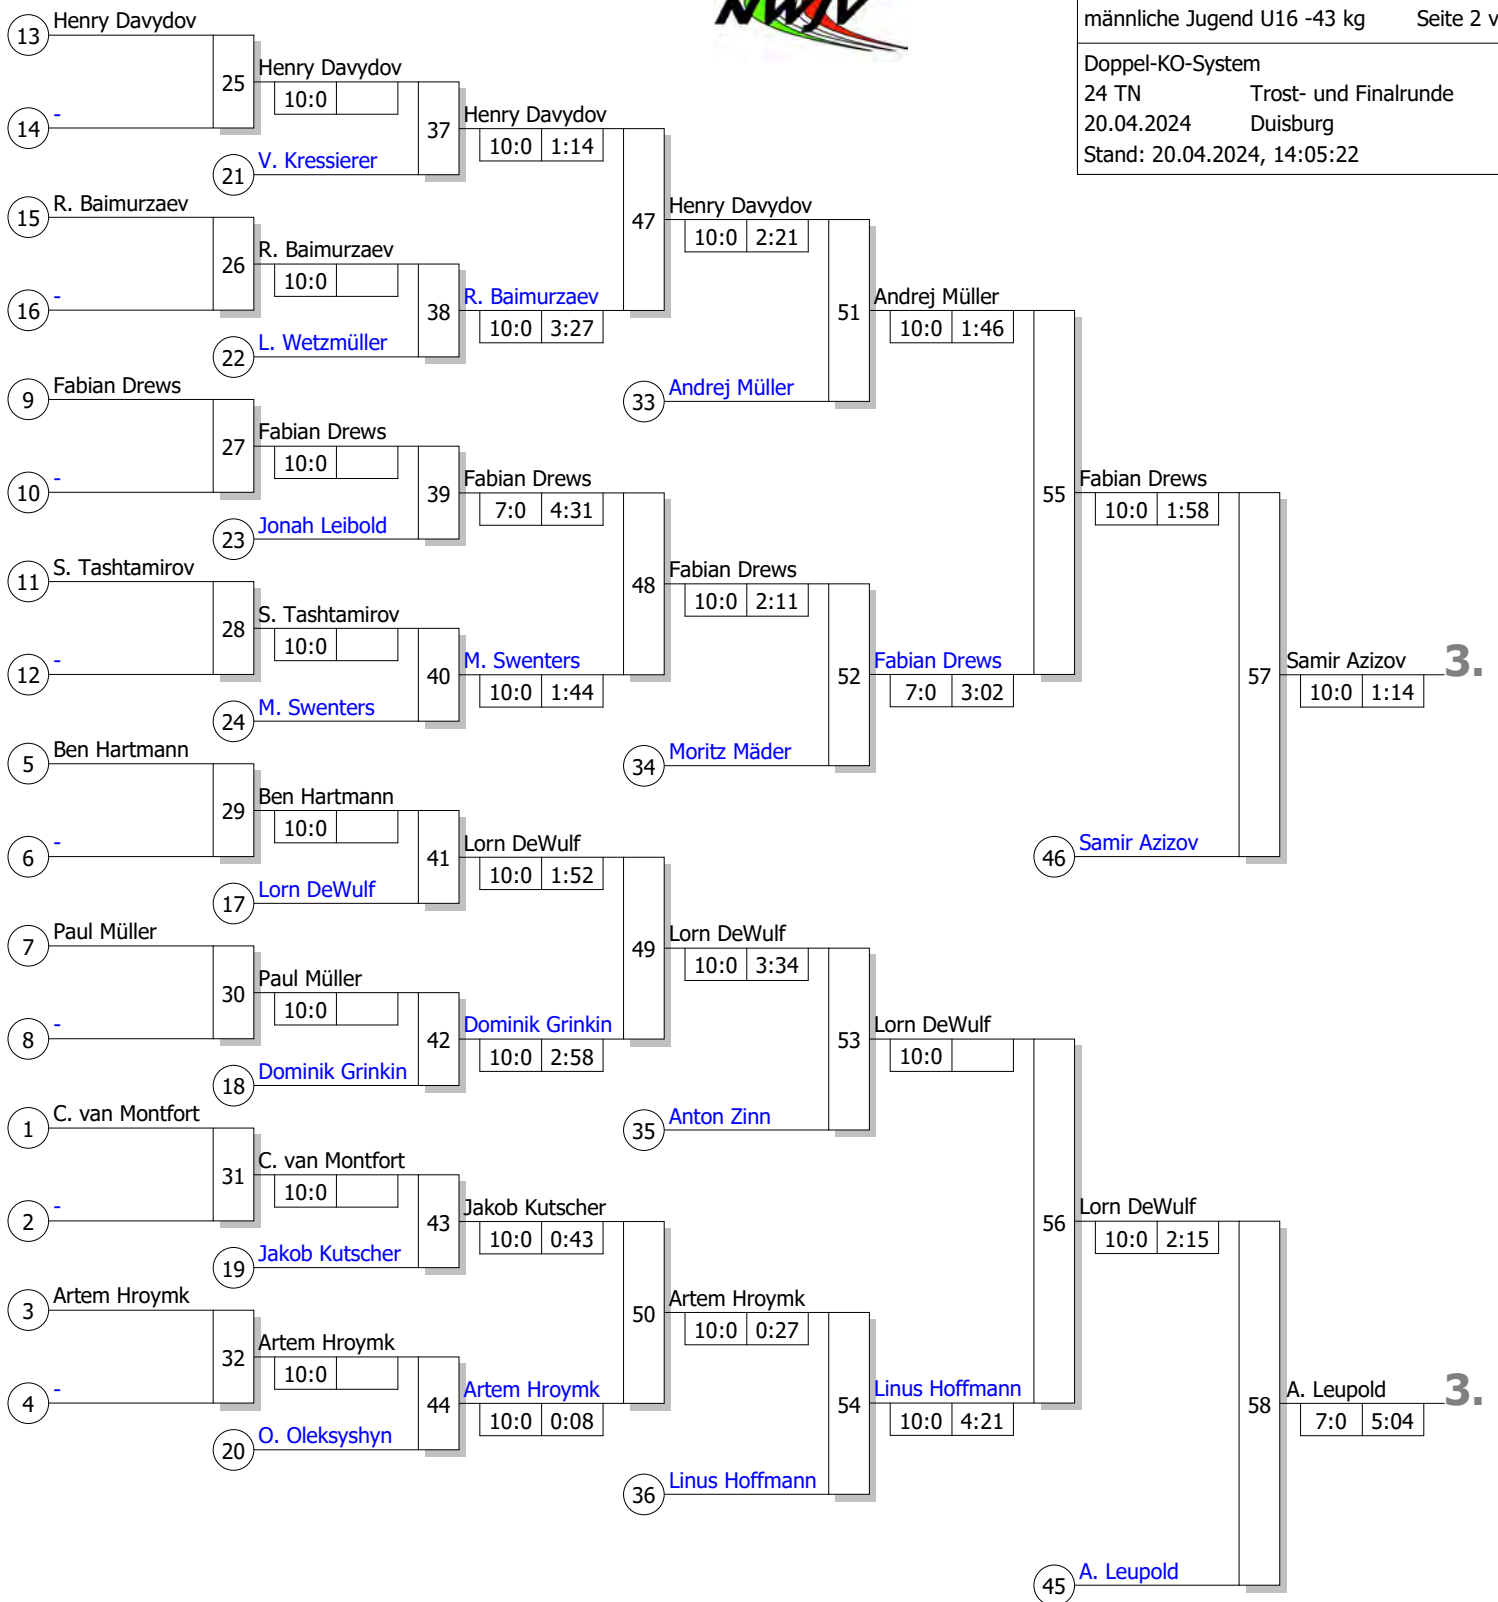 NWJV
männliche Jugend U16 -43 kg Seite 2 v
Doppel-KO-System
24 TN Trost- und Finalrunde
20.04.2024 Duisburg
Stand: 20.04.2024, 14:05:22
13 Henry Davydov
14 -
25
Henry Davydov
10:0
21 V. Kressierer
37
Henry Davydov
10:0 1:14
15 R. Baimurzaev
16 -
26
R. Baimurzaev
10:0
22 L. Wetzmüller
38
R. Baimurzaev
10:0 3:27
47
Henry Davydov
10:0 2:21
33 Andrej Müller
51
Andrej Müller
10:0 1:46
9 Fabian Drews
10 -
27
Fabian Drews
10:0
23 Jonah Leibold
39
Fabian Drews
7:0 4:31
11 S. Tashtamirov
12 -
28
S. Tashtamirov
10:0
24 M. Swenters
40
M. Swenters
10:0 1:44
48
Fabian Drews
10:0 2:11
34 Moritz Mäder
52
Fabian Drews
7:0 3:02
55
Fabian Drews
10:0 1:58
46 Samir Azizov
57
Samir Azizov
10:0 1:14
3.
5 Ben Hartmann
6 -
29
Ben Hartmann
10:0
17 Lorn DeWulf
41
Lorn DeWulf
10:0 1:52
7 Paul Müller
8 -
30
Paul Müller
10:0
18 Dominik Grinkin
42
Dominik Grinkin
10:0 2:58
49
Lorn DeWulf
10:0 3:34
35 Anton Zinn
53
Lorn DeWulf
10:0
1 C. van Montfort
2 -
31
C. van Montfort
10:0
19 Jakob Kutscher
43
Jakob Kutscher
10:0 0:43
3 Artem Hroymk
4 -
32
Artem Hroymk
10:0
20 O. Oleksyshyn
44
Artem Hroymk
10:0 0:08
50
Artem Hroymk
10:0 0:27
36 Linus Hoffmann
54
Linus Hoffmann
10:0 4:21
56
Lorn DeWulf
10:0 2:15
45 A. Leupold
58
A. Leupold
7:0 5:04
3.